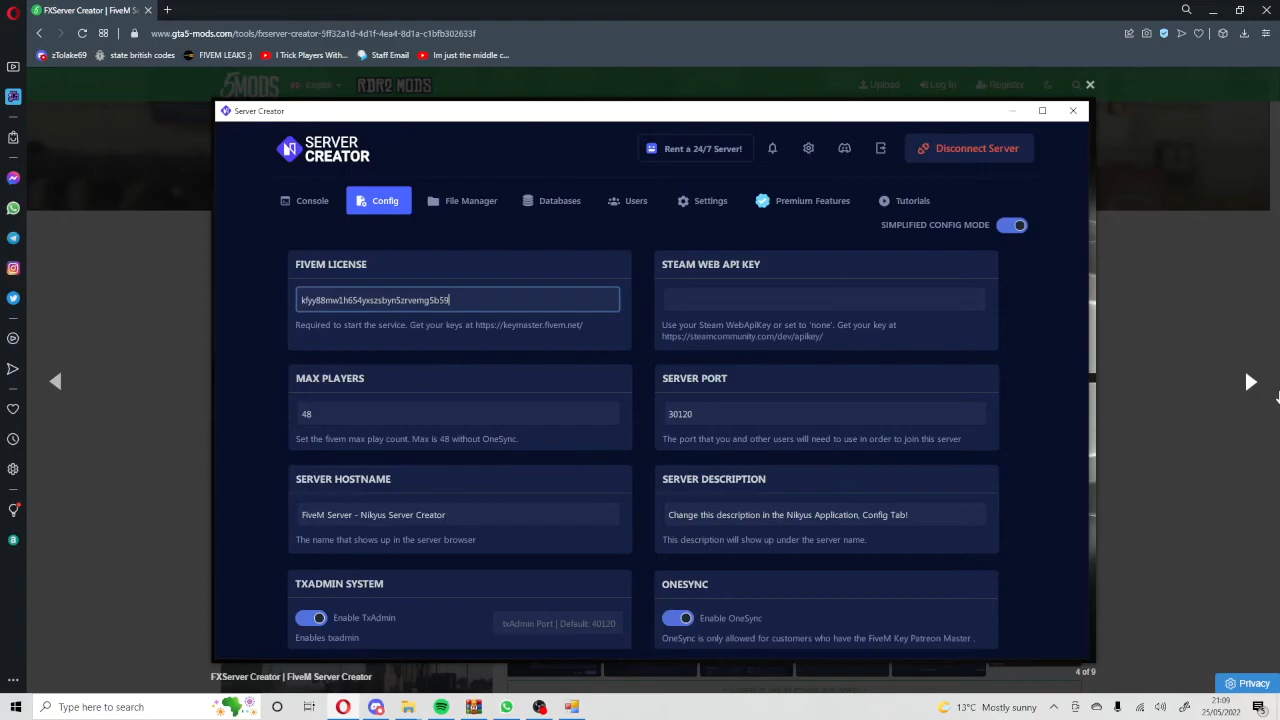 FXServer Creator | FiveM S
www.gta5-mods.com/tools/fxserver-creator-5ff32a1d-4d1f-4ea4-8d1a-c1bfb302633f
zTolake69
state british codes
FIVEM LEAKS ;)
I Trick Players With...
Staff Email
I'm just the middle c...
5MODS
English
RDR2 MODS
Upload
Log In
Register
Server Creator
SERVER
CREATOR
Rent a 24/7 Server!
Disconnect Server
Console
Config
File Manager
Databases
Users
Settings
Premium Features
Tutorials
SIMPLIFIED CONFIG MODE
FIVEM LICENSE
kfyy88mw1h654yxszsbyn5zrvemg5b59
Required to start the service. Get your keys at https://keymaster.fivem.net/
STEAM WEB API KEY
Use your Steam WebApiKey or set to 'none'. Get your key at
https://steamcommunity.com/dev/apikey/
MAX PLAYERS
48
Set the fivem max play count. Max is 48 without OneSync.
SERVER PORT
30120
The port that you and other users will need to use in order to join this server
SERVER HOSTNAME
FiveM Server - Nikyus Server Creator
The name that shows up in the server browser
SERVER DESCRIPTION
Change this description in the Nikyus Application, Config Tab!
This description will show up under the server name.
TXADMIN SYSTEM
Enable TxAdmin
txAdmin Port | Default: 40120
Enables txadmin
ONESYNC
Enable OneSync
OneSync is only allowed for customers who have the FiveM Key Patreon Master .
FXServer Creator | FiveM Server Creator
4 of 9
Privacy
Type here to search
13°C Mostly sunny
21:09
25/05/2022